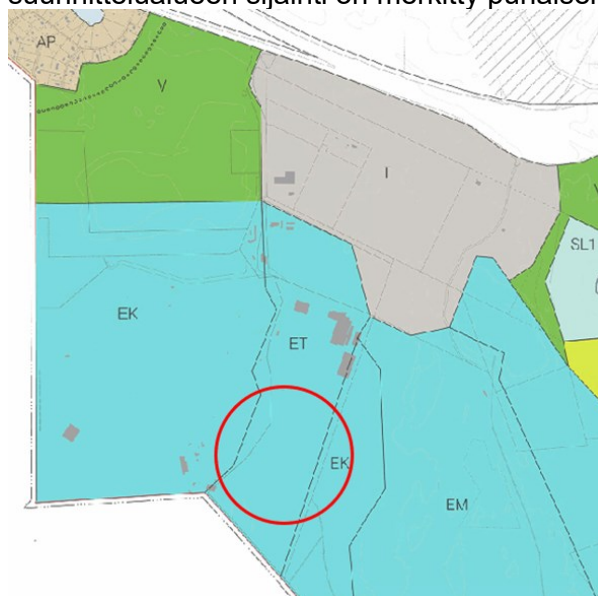 suunnittelualueen sijainti on merkitty punaisel
AP
V
I
V
SL1
EK
ET
EK
EM